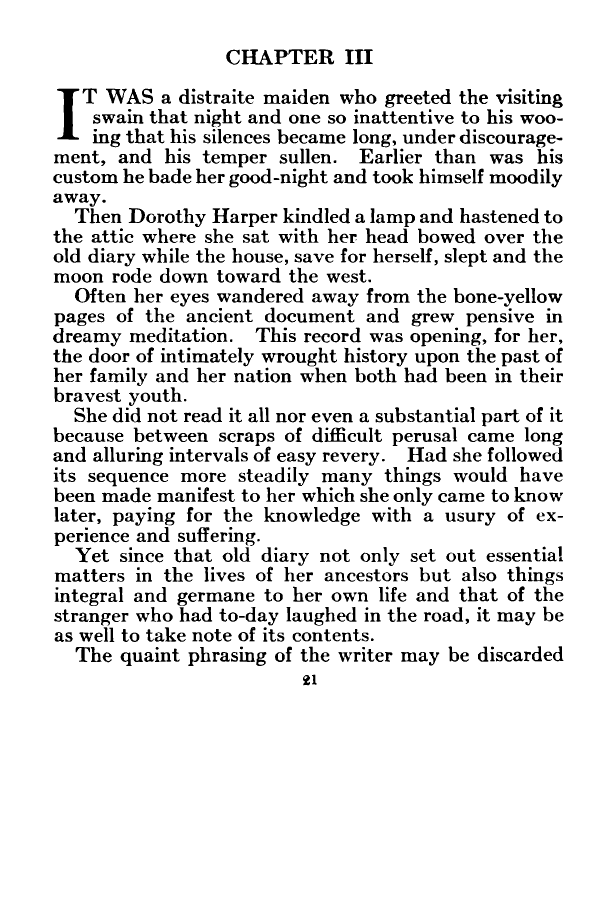 CHAPTER III
IT WAS a distraite maiden who greeted the visiting
swain that night and one so inattentive to his woo-
ing that his silences became long, under discourage-
ment, and his temper sullen. Earlier than was his
custom he bade her good-night and took himself moodily
away.
Then Dorothy Harper kindled a lamp and hastened to
the attic where she sat with her head bowed over the
old diary while the house, save for herself, slept and the
moon rode down toward the west.
Often her eyes wandered away from the bone-yellow
pages of the ancient document and grew pensive in
dreamy meditation. This record was opening, for her,
the door of intimately wrought history upon the past of
her family and her nation when both had been in their
bravest youth.
She did not read it all nor even a substantial part of it
because between scraps of difficult perusal came long
and alluring intervals of easy revery. Had she followed
its sequence more steadily many things would have
been made manifest to her which she only came to know
later, paying for the knowledge with a usury of ex-
perience and suffering.
Yet since that old diary not only set out essential
matters in the lives of her ancestors but also things
integral and germane to her own life and that of the
stranger who had to-day laughed in the road, it may be
as well to take note of its contents.
The quaint phrasing of the writer may be discarded
21